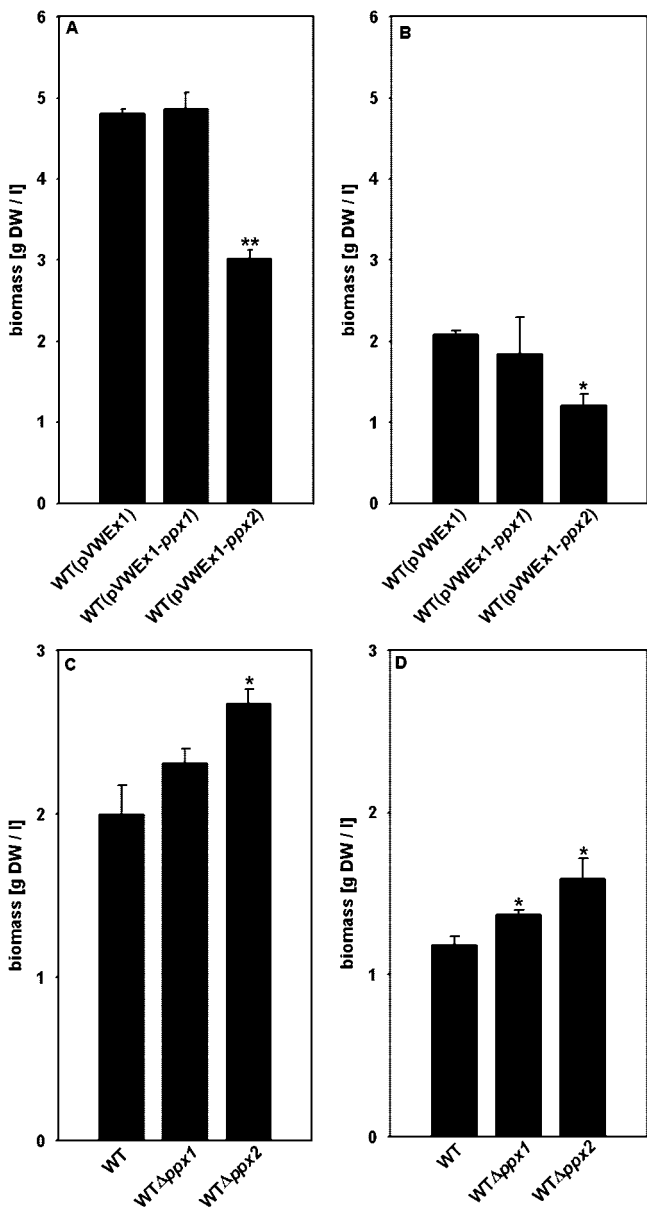 A
biomass [g DW / l]
6
5
4
3
2
1
0
**
WT(pVWEx1)
WT(pVWEx1-ppx1)
WT(pVWEx1-ppx2)
B
biomass [g DW / l]
6
5
4
3
2
1
0
*
WT(pVWEx1)
WT(pVWEx1-ppx1)
WT(pVWEx1-ppx2)
C
biomass [g DW / l]
3
2
1
0
*
WT
WTΔppx1
WTΔppx2
D
biomass [g DW / l]
3
2
1
0
*
*
WT
WTΔppx1
WTΔppx2